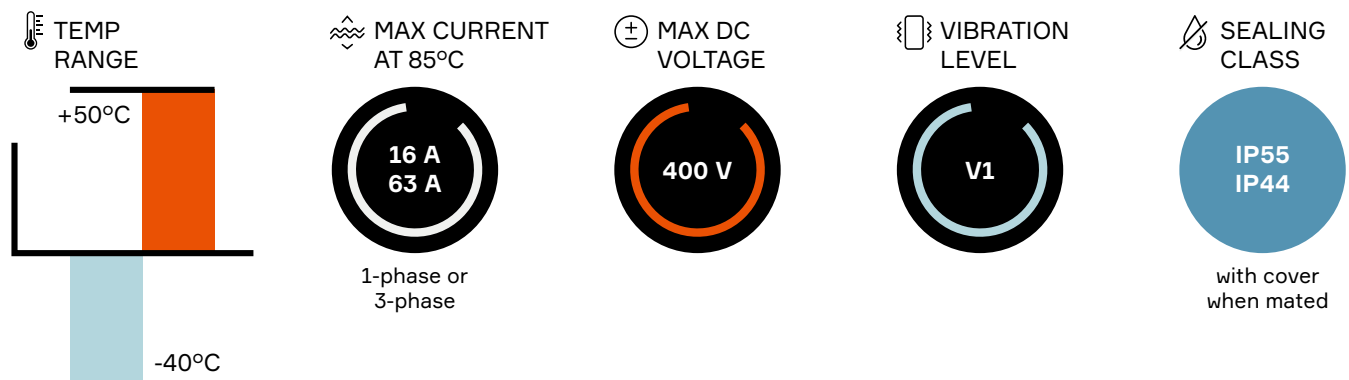 TEMP
RANGE
+50°C
-40°C
MAX CURRENT
AT 85°C
16 A
63 A
1-phase or
3-phase
MAX DC
VOLTAGE
400 V
VIBRATION
LEVEL
V1
SEALING
CLASS
IP55
IP44
with cover
when mated